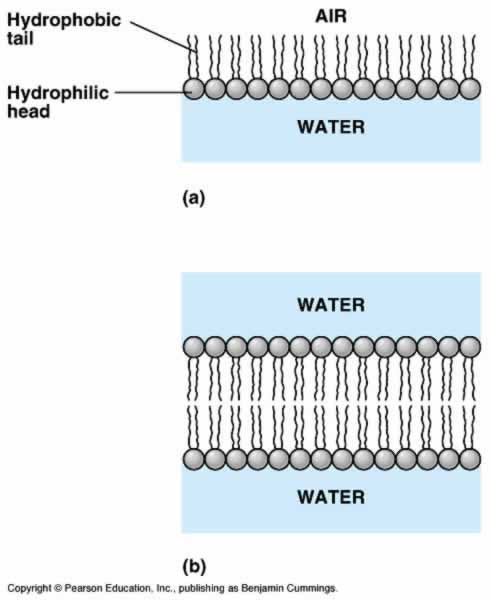 Hydrophobic
tail
AIR
Hydrophilic
head
WATER
(a)
WATER
WATER
(b)
Copyright © Pearson Education, Inc., publishing as Benjamin Cummings.